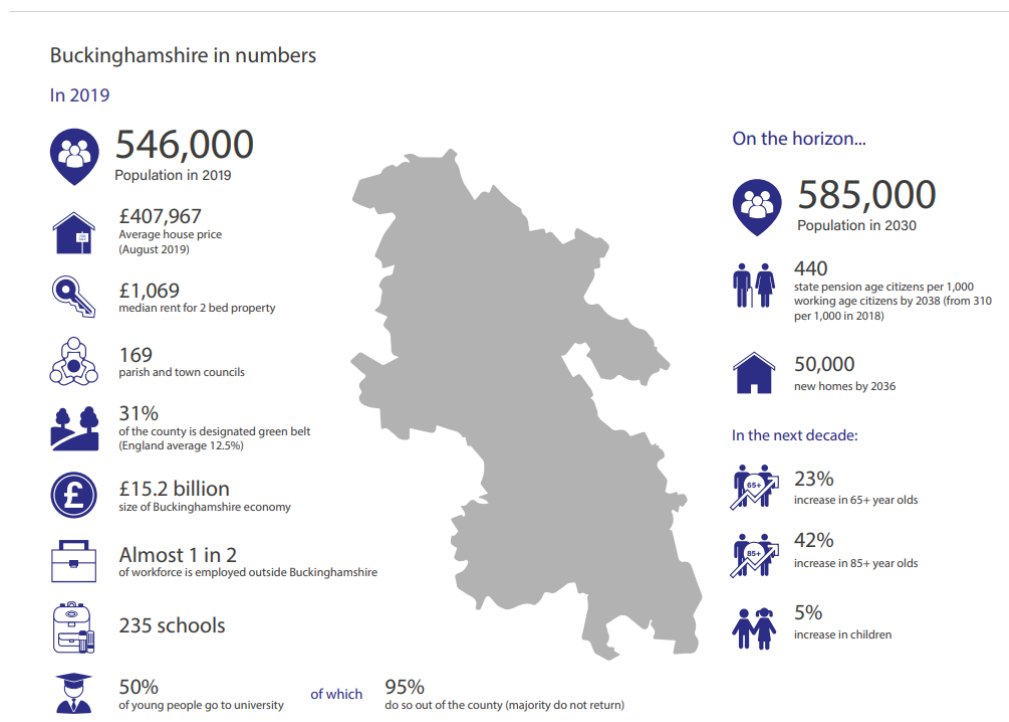 Buckinghamshire in numbers
In 2019
546,000
Population in 2019
£407,967
Average house price
(August 2019)
£1,069
median rent for 2 bed property
169
parish and town councils
31%
of the county is designated green belt
(England average 12.5%)
£15.2 billion
size of Buckinghamshire economy
Almost 1 in 2
of workforce is employed outside Buckinghamshire
235 schools
50%
of young people go to university
of which
95%
do so out of the county (majority do not return)
On the horizon...
585,000
Population in 2030
440
state pension age citizens per 1,000
working age citizens by 2038 (from 310
per 1,000 in 2018)
50,000
new homes by 2036
In the next decade:
65+
23%
increase in 65+ year olds
85+
42%
increase in 85+ year olds
5%
increase in children